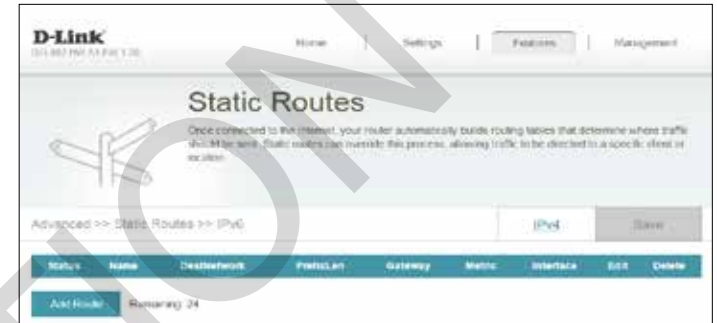 D-Link
Home Settings Features Management
Static Routes
Once connected to the Internet, your router automatically builds routing tables that determine where traffic
should be sent. Static routes can override this process, allowing traffic to be directed to a specific client or
location.
Advanced >> Static Routes >> IPv6 IPv4 Save
Status Name DestNetwork PrefixLen Gateway Metric Interface Edit Delete
Add Route Remaining: 24
TION